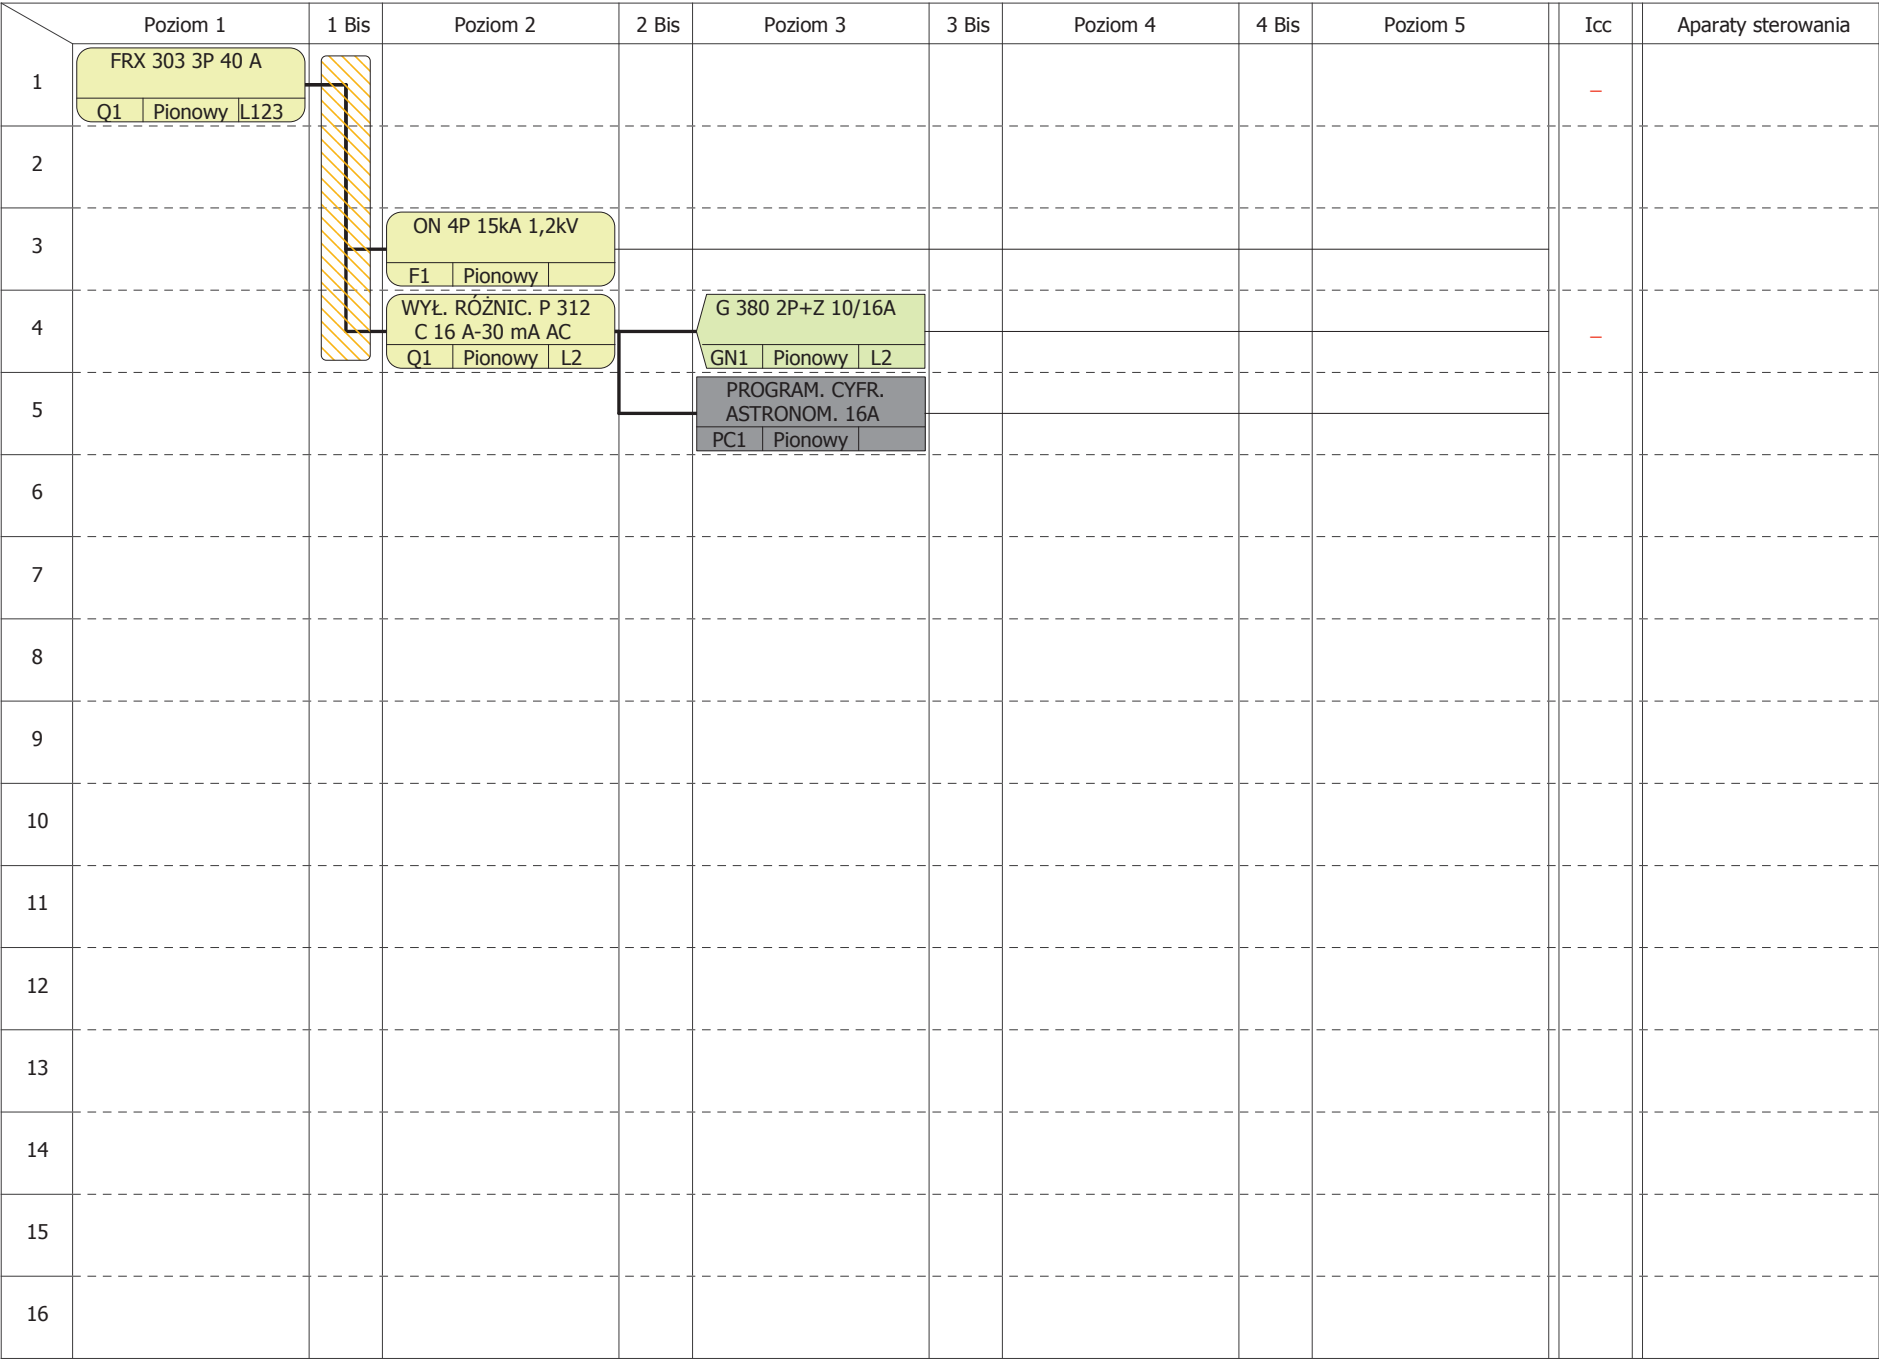 Poziom 1 1 Bis Poziom 2 2 Bis Poziom 3 3 Bis Poziom 4 4 Bis Poziom 5 Icc Aparaty sterowania
1
FRX 303 3P 40 A
Q1 Pionowy L123
–
2
3
ON 4P 15kA 1,2kV
F1 Pionowy
4
WYŁ. RÓŻNIC. P 312
C 16 A-30 mA AC
Q1 Pionowy L2
G 380 2P+Z 10/16A
GN1 Pionowy L2
–
5
PROGRAM. CYFR.
ASTRONOM. 16A
PC1 Pionowy
6
7
8
9
10
11
12
13
14
15
16